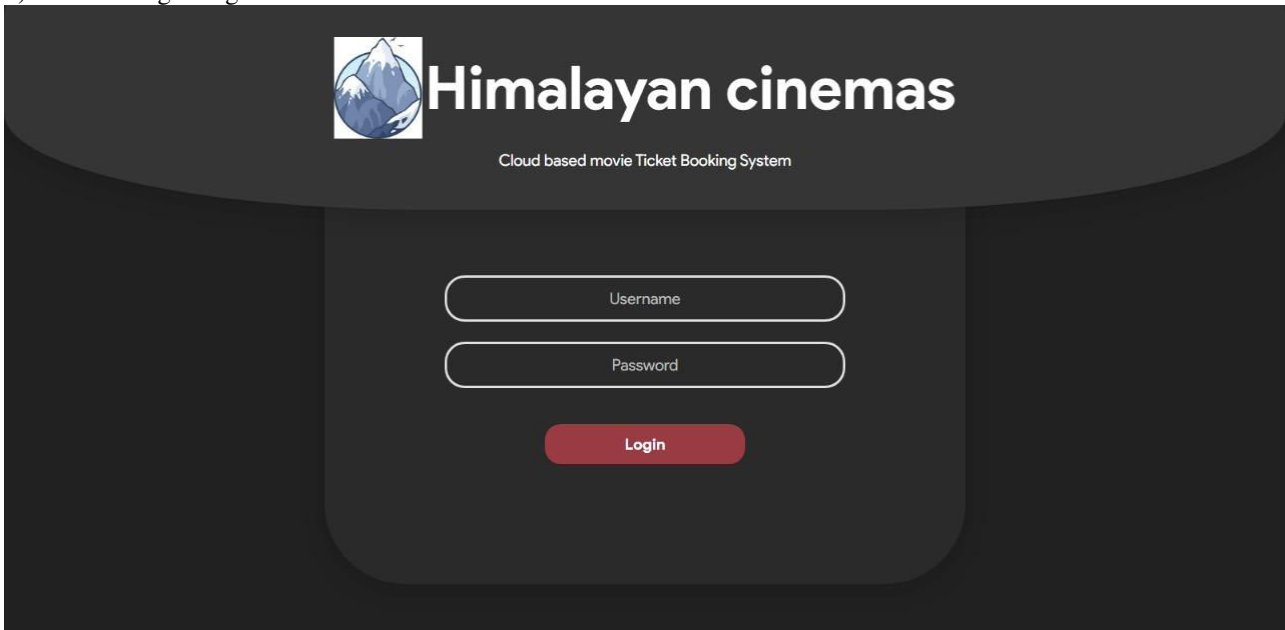 Himalayan cinemas
Cloud based movie Ticket Booking System
Username
Password
Login